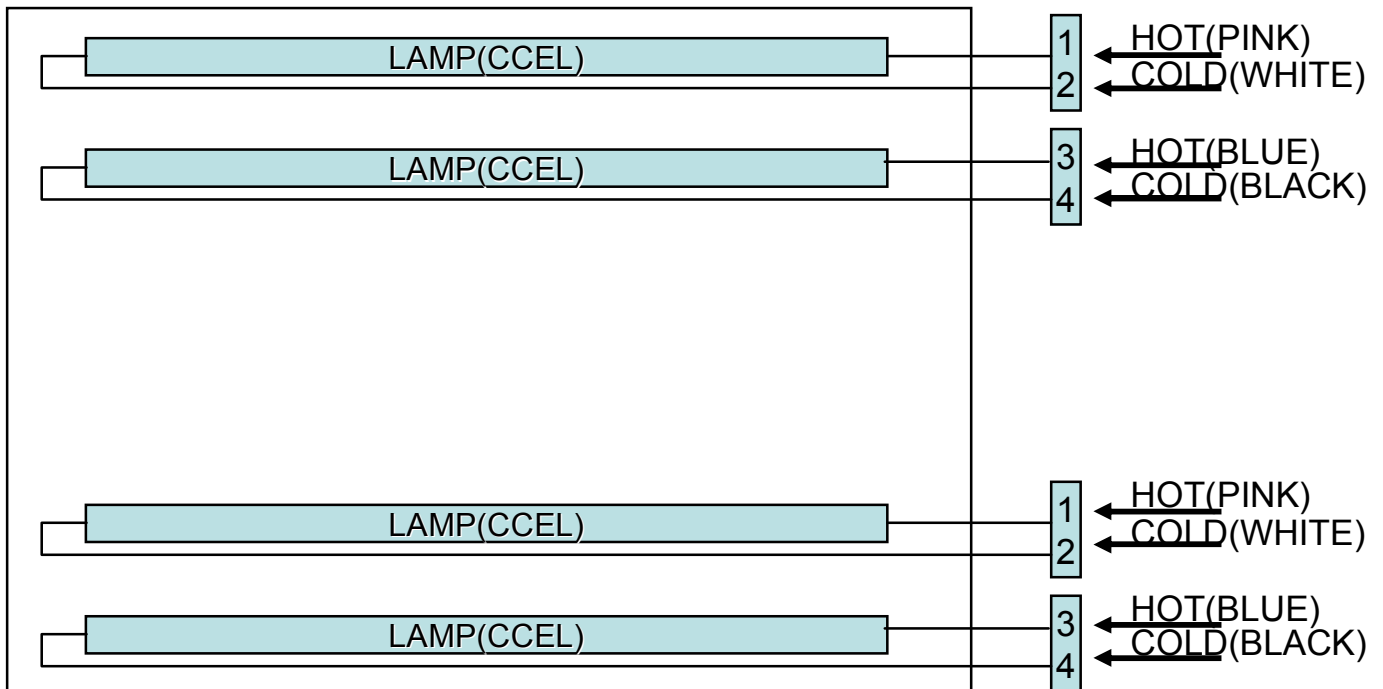 LAMP(CCEL)
1 HOT(PINK)
2 COLD(WHITE)
LAMP(CCEL)
3 HOT(BLUE)
4 COLD(BLACK)
LAMP(CCEL)
1 HOT(PINK)
2 COLD(WHITE)
LAMP(CCEL)
3 HOT(BLUE)
4 COLD(BLACK)